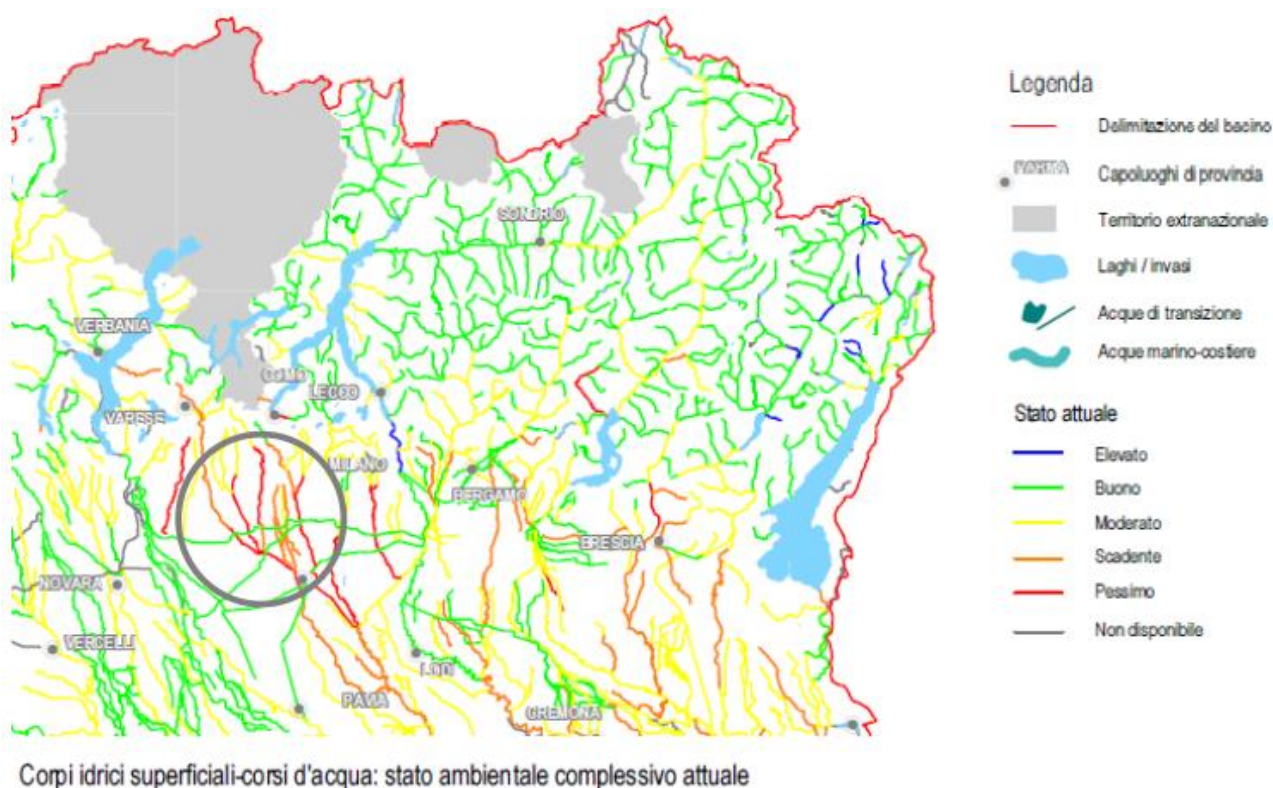 VERBANIA
VARESE
COMO
LECCO
SONDRIO
MILANO
BERGAMO
BRESCIA
NOVARA
VERCELLI
PAVIA
LODI
CREMONA
Legenda
Delimitazione del bacino
PARMA Capoluoghi di provincia
Territorio extranazionale
Laghi / invasi
Acque di transizione
Acque marino-costiere
Stato attuale
Elevato
Buono
Moderato
Scadente
Pessimo
Non disponibile
Corpi idrici superficiali-corsi d'acqua: stato ambientale complessivo attuale